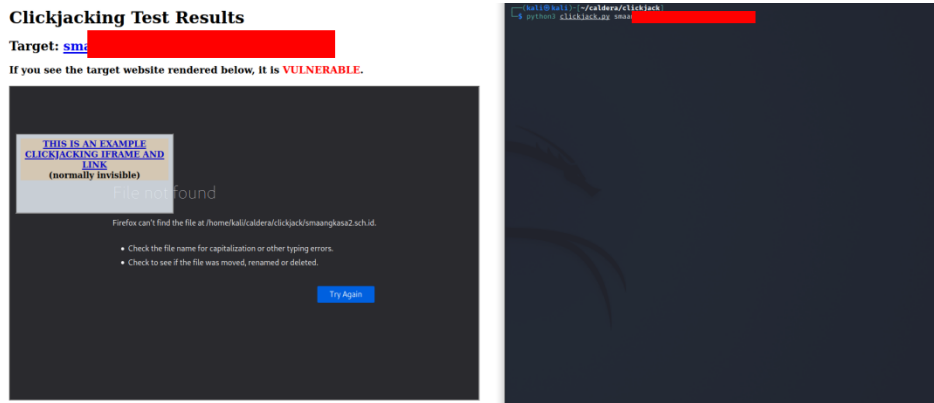 Clickjacking Test Results
Target: sma
If you see the target website rendered below, it is VULNERABLE.
THIS IS AN EXAMPLE
CLICKJACKING IFRAME AND
LINK
(normally invisible)
File not found
Firefox can't find the file at /home/kali/caldera/clickjack/smaangkasa2.sch.id.
• Check the file name for capitalization or other typing errors.
• Check to see if the file was moved, renamed or deleted.
Try Again
(kali㉿kali)-[~/caldera/clickjack]
$ python3 clickjack.py smaa